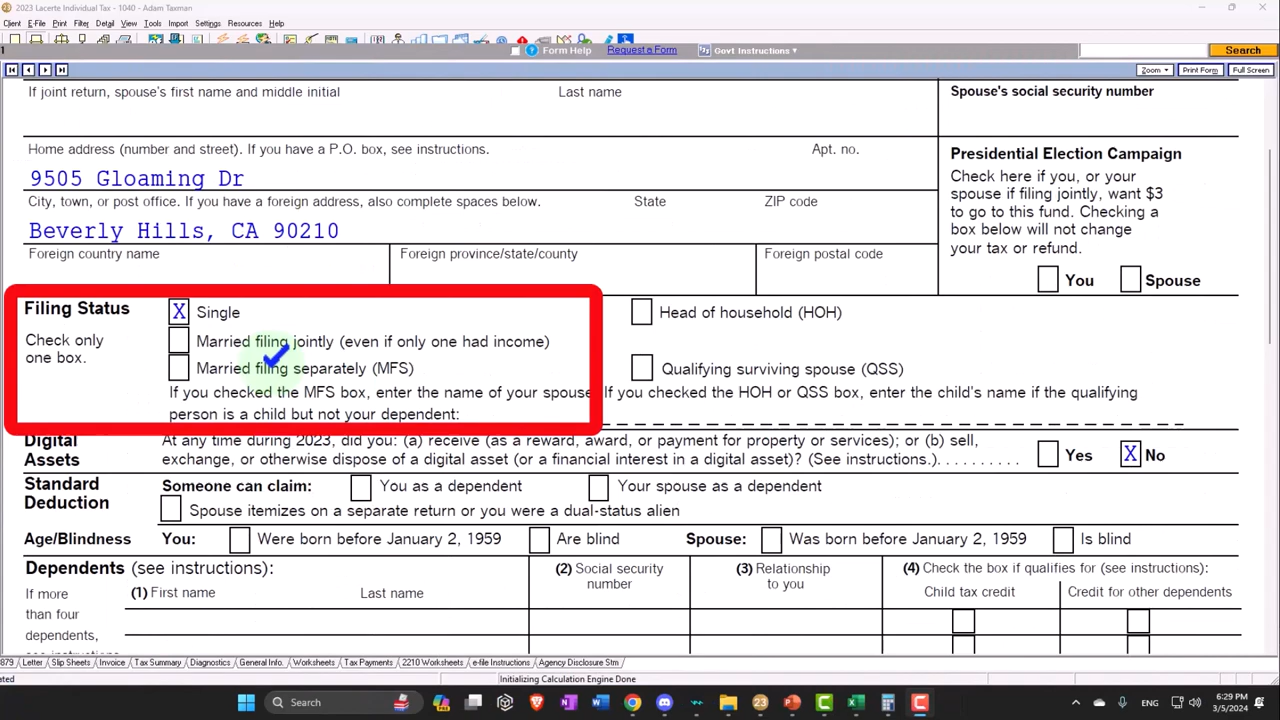 2023 Lacerte Individual Tax - 1040 - Adam Taxman
Client E-File Print Filter Detail View Tools Import Settings Resources Help
Form Help Request a Form Govt Instructions Search
Zoom Print Form Full Screen
If joint return, spouse's first name and middle initial Last name Spouse's social security number
Home address (number and street). If you have a P.O. box, see instructions. Apt. no.
9505 Gloaming Dr
City, town, or post office. If you have a foreign address, also complete spaces below. State ZIP code
Beverly Hills, CA 90210
Foreign country name Foreign province/state/county Foreign postal code
Presidential Election Campaign
Check here if you, or your
spouse if filing jointly, want $3
to go to this fund. Checking a
box below will not change
your tax or refund.
You Spouse
Filing Status
Check only
one box.
X Single
Married filing jointly (even if only one had income)
Married filing separately (MFS)
Head of household (HOH)
Qualifying surviving spouse (QSS)
If you checked the MFS box, enter the name of your spouse. If you checked the HOH or QSS box, enter the child's name if the qualifying
person is a child but not your dependent:
Digital
Assets
At any time during 2023, did you: (a) receive (as a reward, award, or payment for property or services); or (b) sell,
exchange, or otherwise dispose of a digital asset (or a financial interest in a digital asset)? (See instructions.) . . . . . . . . . . Yes X No
Standard
Deduction
Someone can claim: You as a dependent Your spouse as a dependent
Spouse itemizes on a separate return or you were a dual-status alien
Age/Blindness You: Were born before January 2, 1959 Are blind Spouse: Was born before January 2, 1959 Is blind
Dependents (see instructions):
If more
than four
dependents,
see instructions
(1) First name Last name
(2) Social security
number
(3) Relationship
to you
(4) Check the box if qualifies for (see instructions):
Child tax credit Credit for other dependents
879 Letter Slip Sheets Invoice Tax Summary Diagnostics General Info. Worksheets Tax Payments 2210 Worksheets e-file Instructions Agency Disclosure Stm
ated Initializing Calculation Engine Done
Search 23 ENG 6:29 PM
3/5/2024